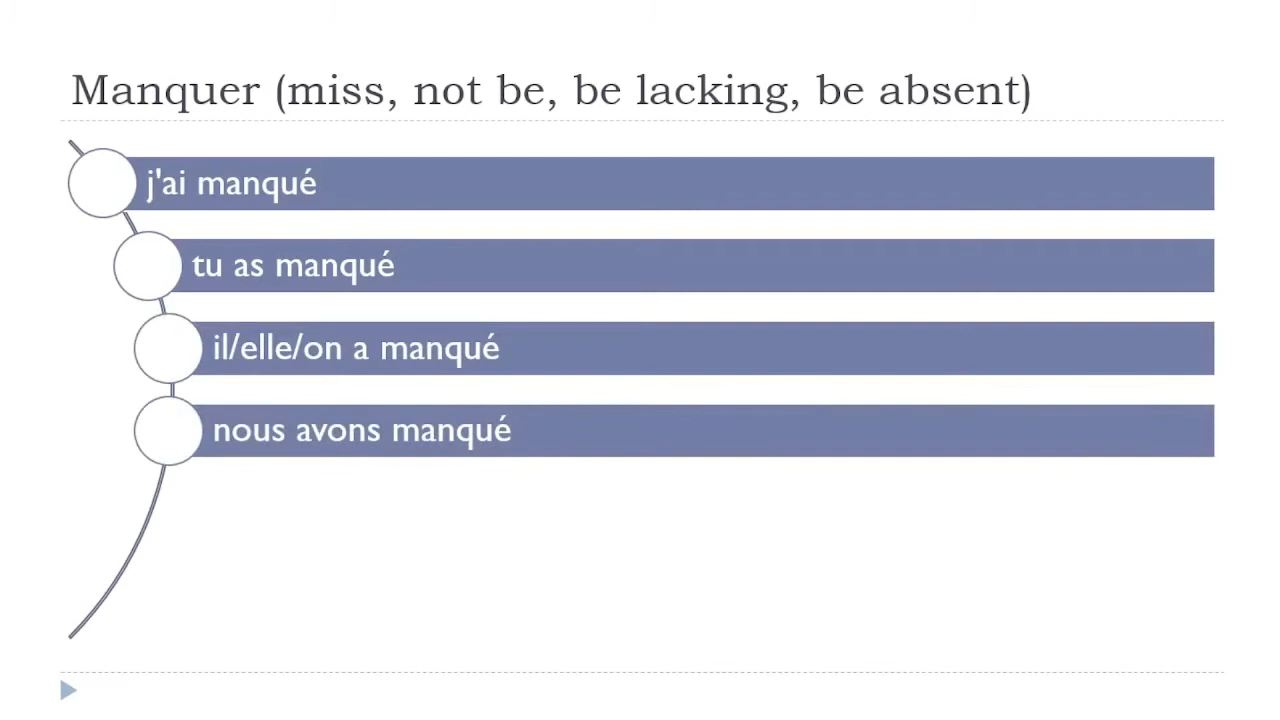 Manquer (miss, not be, be lacking, be absent)
j'ai manqué
tu as manqué
il/elle/on a manqué
nous avons manqué